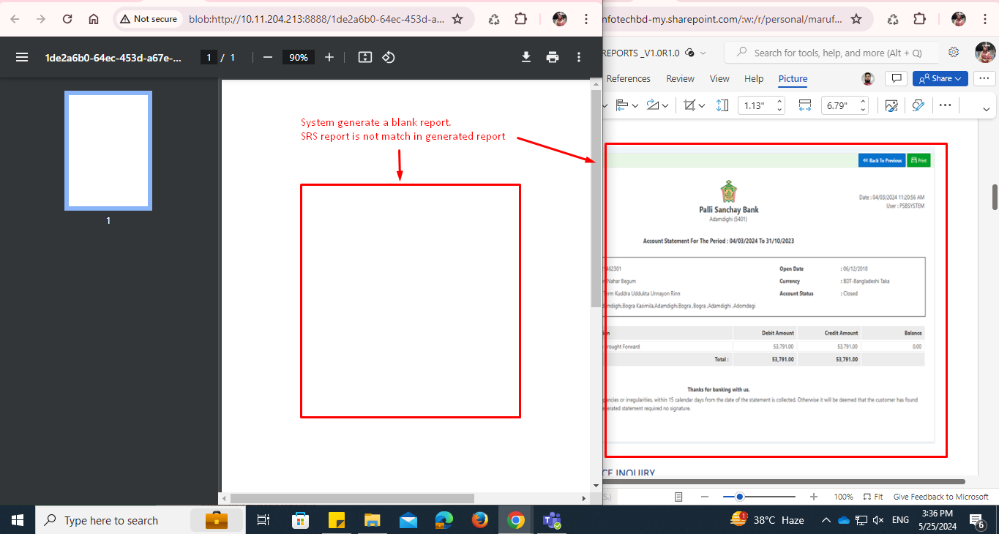 Not secure
blob:http://10.11.204.213:8888/1de2a6b0-64ec-453d-a...
nfotechbd-my.sharepoint.com/:w:/r/personal/maruf...
1de2a6b0-64ec-453d-a67e-...
1 / 1
90%
REPORTS _V1.0R1.0
Search for tools, help, and more (Alt + Q)
References Review View Help Picture
Share
1.13"
6.79"
1
System generate a blank report.
SRS report is not match in generated report
Back To Previous
Print
Palli Sanchay Bank
Adamdighi (5401)
Date : 04/03/2024 11:20:56 AM
User : PSBSYSTEM
Account Statement For The Period : 04/03/2024 To 31/10/2023
462301
Open Date : 06/12/2018
Nahar Begum
Currency : BDT-Bangladeshi Taka
Term Kuddra Uddukta Unnayon Rinn
Account Status : Closed
amdighi,Bogra Kasimila,Adamdighi,Bogra ,Bogra ,Adamdighi ,Adomdegi
on Debit Amount Credit Amount Balance
rought Forward 53,791.00 53,791.00 0.00
Total : 53,791.00 53,791.00
Thanks for banking with us.
ncies or irregularities, within 15 calendar days from the date of the statement is collected. Otherwise it will be deemed that the customer has found
erated statement required no signature.
CE INQUIRY
100%
Fit
Give Feedback to Microsoft
Type here to search
1
38°C Haze
ENG
3:36 PM
5/25/2024
6